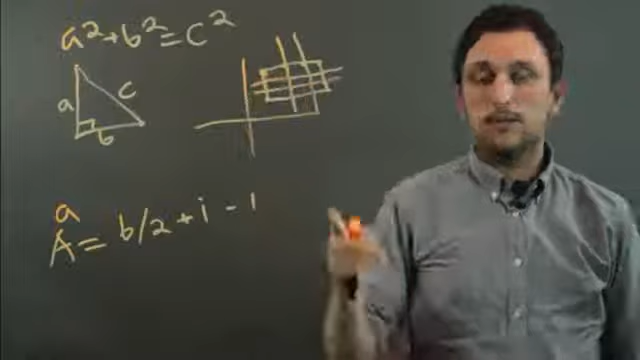 a² + b² = c²
a
c
b
a
A = b/2 + i - 1